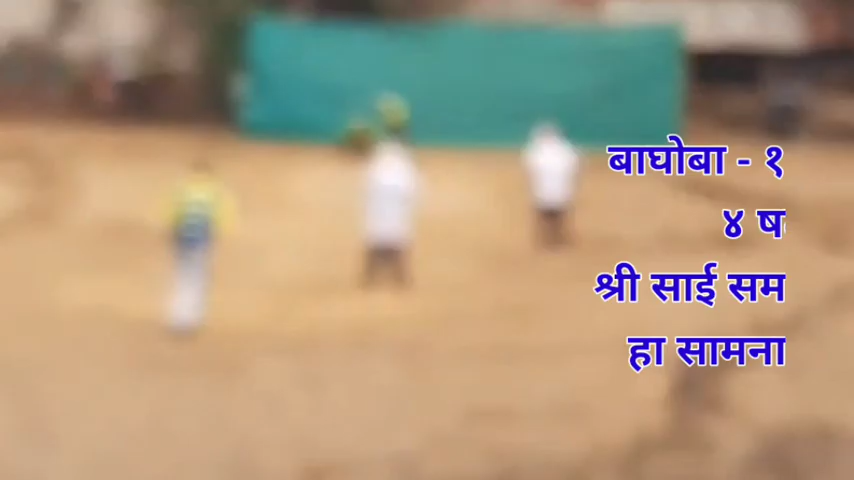 बाघोबा - १
४ ष
श्री साई सम
हा सामना